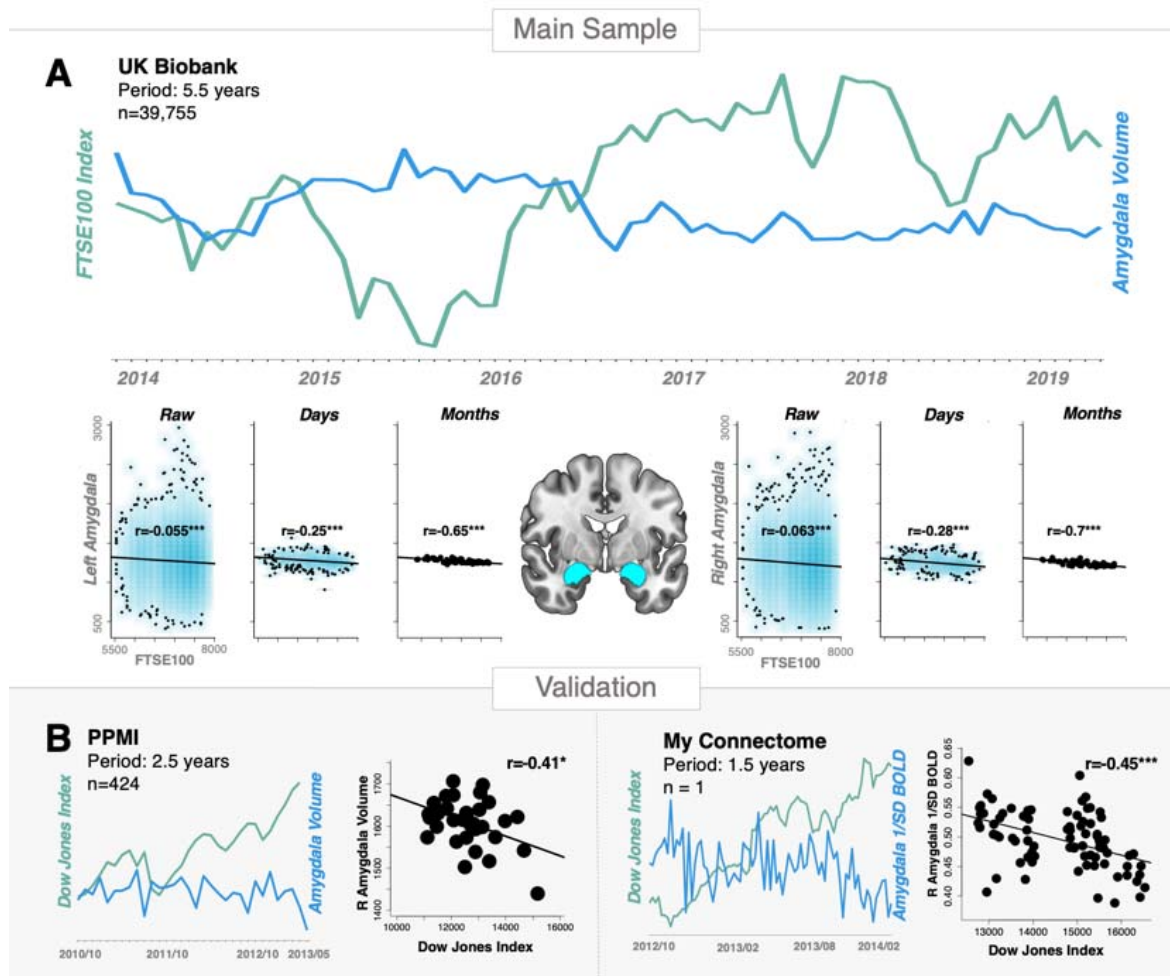 Main Sample
A
UK Biobank
Period: 5.5 years
n=39,755
FTSE100 Index
Amygdala Volume
2014 2015 2016 2017 2018 2019
Raw Days Months
Left Amygdala
3000
500
r=-0.055***
r=-0.25***
r=-0.65***
5500 8000
FTSE100
Raw Days Months
Right Amygdala
3000
500
r=-0.063***
r=-0.28***
r=-0.7***
5500 8000
FTSE100
Validation
B
PPMI
Period: 2.5 years
n=424
Dow Jones Index
Amygdala Volume
2010/10 2011/10 2012/10 2013/05
r=-0.41*
R Amygdala Volume
1700
1600
1500
1400
10000 12000 14000 16000
Dow Jones Index
My Connectome
Period: 1.5 years
n = 1
Dow Jones Index
Amygdala 1/SD BOLD
2012/10 2013/02 2013/08 2014/02
r=-0.45***
R Amygdala 1/SD BOLD
0.65
0.60
0.55
0.50
0.45
0.40
13000 14000 15000 16000
Dow Jones Index